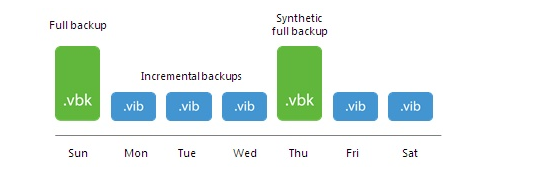 Full backup
Synthetic
full backup
Incremental backups
.vbk .vib .vib .vib .vbk .vib .vib
Sun Mon Tue Wed Thu Fri Sat